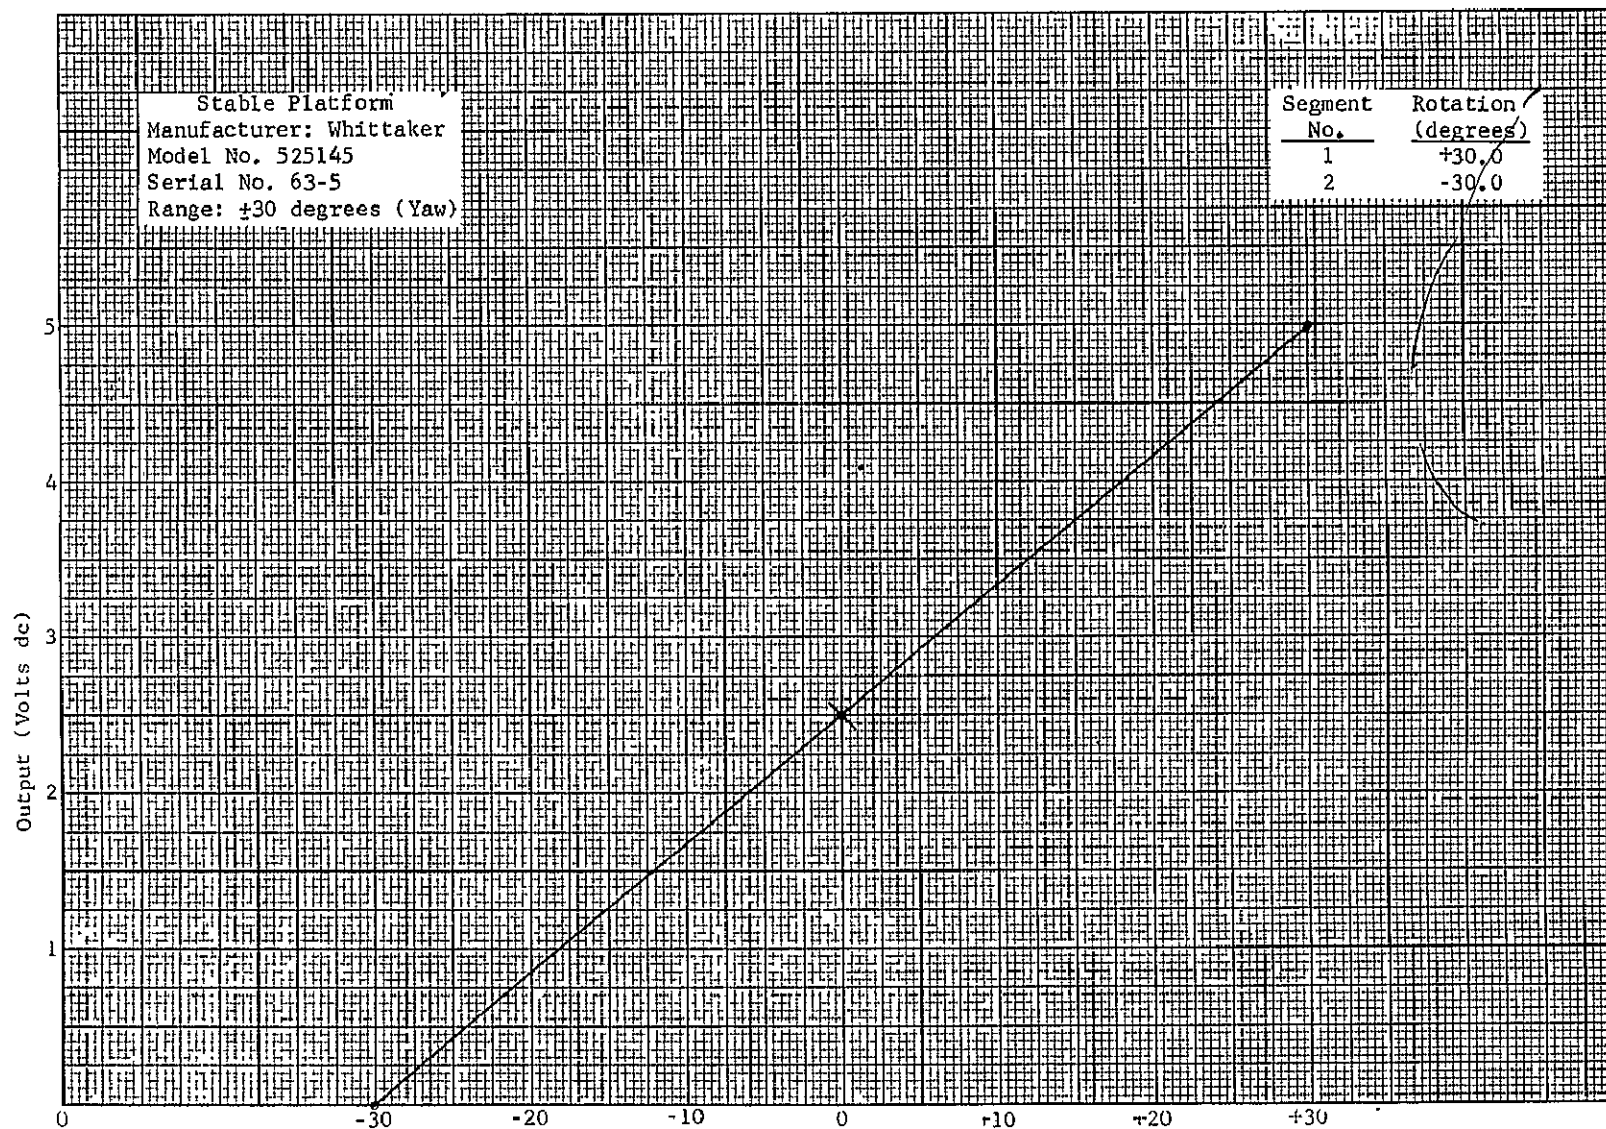 Stable Platform
Manufacturer: Whittaker
Model No. 525145
Serial No. 63-5
Range: ±30 degrees (Yaw)
Segment No. Rotation (degrees)
1 +30.0
2 -30.0
Output (Volts dc)
5
4
3
2
1
0 -30 -20 -10 0 +10 +20 +30